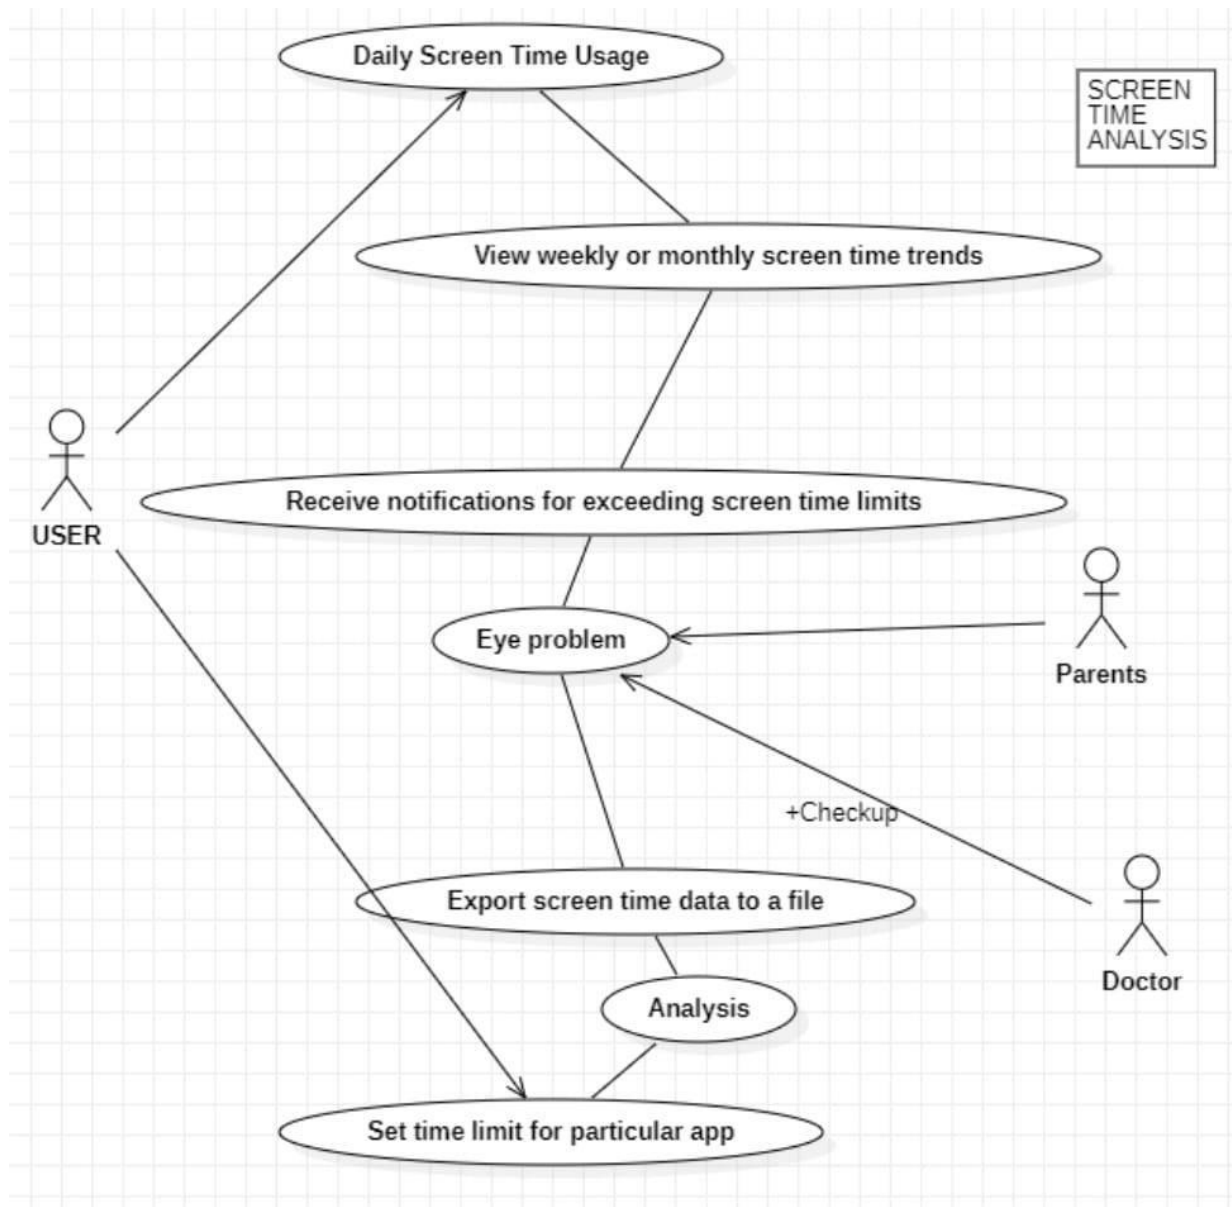 Daily Screen Time Usage
SCREEN
TIME
ANALYSIS
View weekly or monthly screen time trends
Receive notifications for exceeding screen time limits
USER
Eye problem
Parents
+Checkup
Export screen time data to a file
Doctor
Analysis
Set time limit for particular app